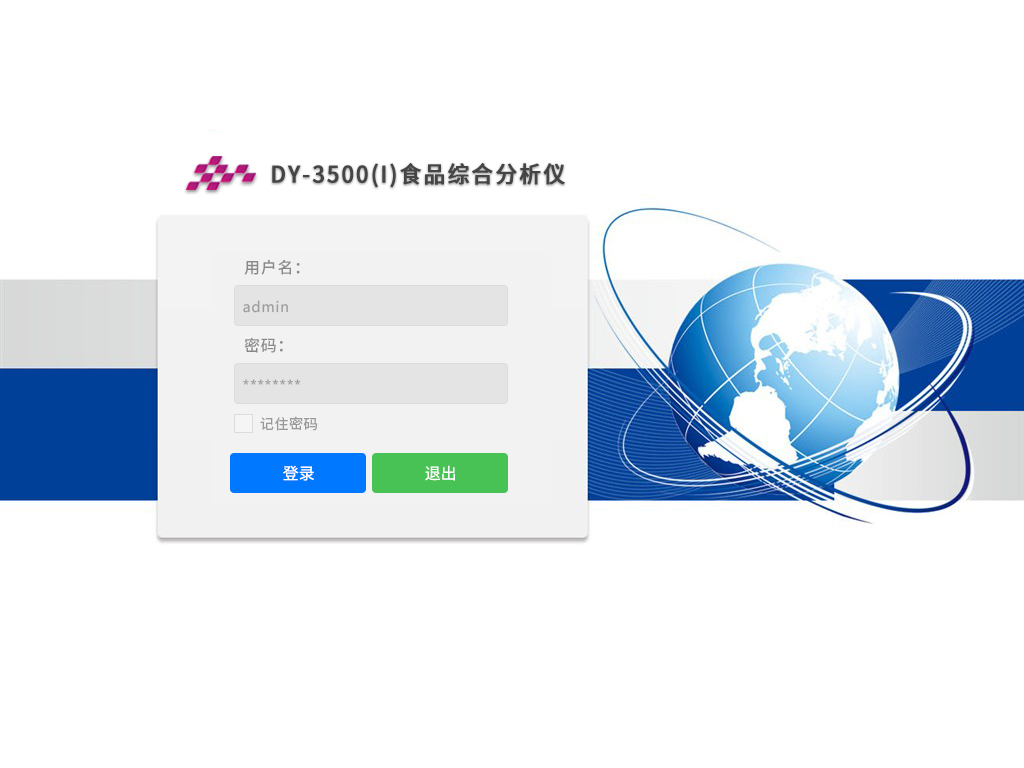 DY-3500(I)食品综合分析仪
用户名：
admin
密码：
********
记住密码
登录
退出